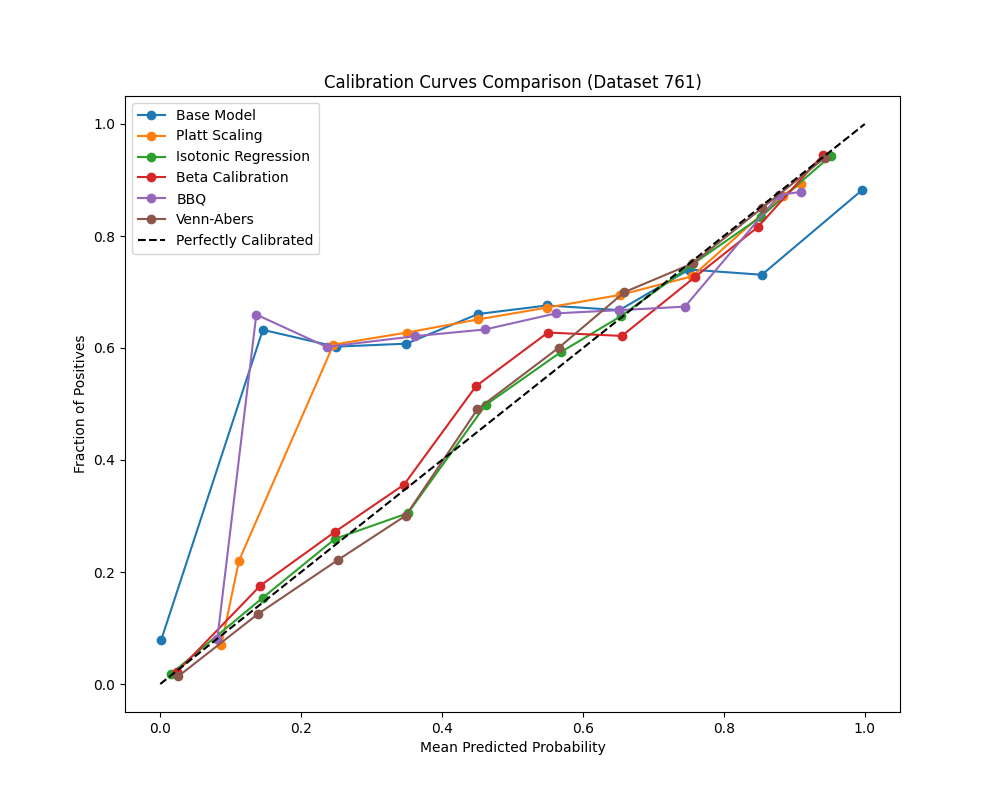 Calibration Curves Comparison (Dataset 761)
Base Model
Platt Scaling
Isotonic Regression
Beta Calibration
BBQ
Venn-Abers
Perfectly Calibrated
Fraction of Positives
1.0
0.8
0.6
0.4
0.2
0.0
0.0 0.2 0.4 0.6 0.8 1.0
Mean Predicted Probability